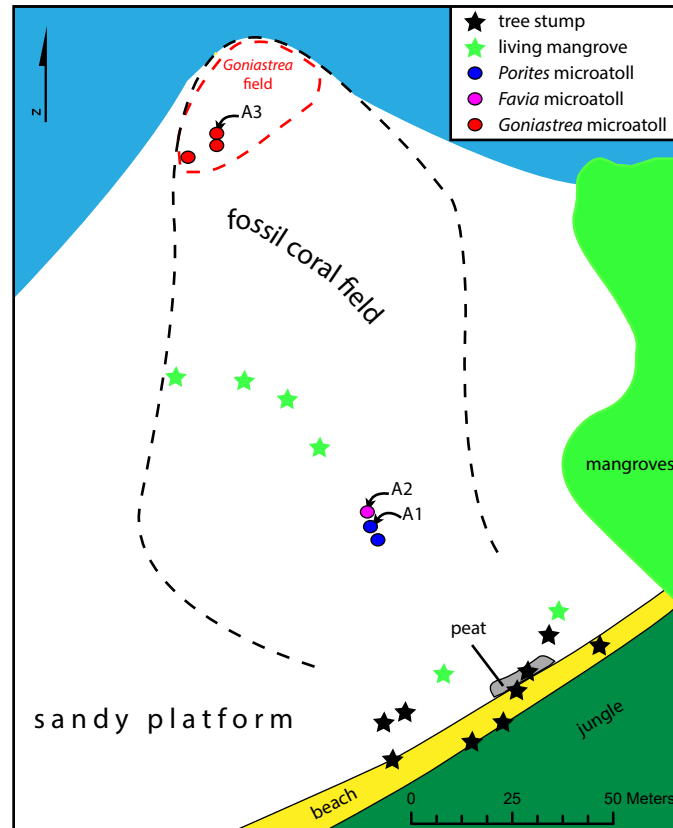 tree stump
living mangrove
Porites microatoll
Favia microatoll
Goniastrea microatoll
z
Goniastrea
field
A3
fossil coral field
mangroves
A2
A1
peat
sandy platform
jungle
beach
0 25 50 Meters